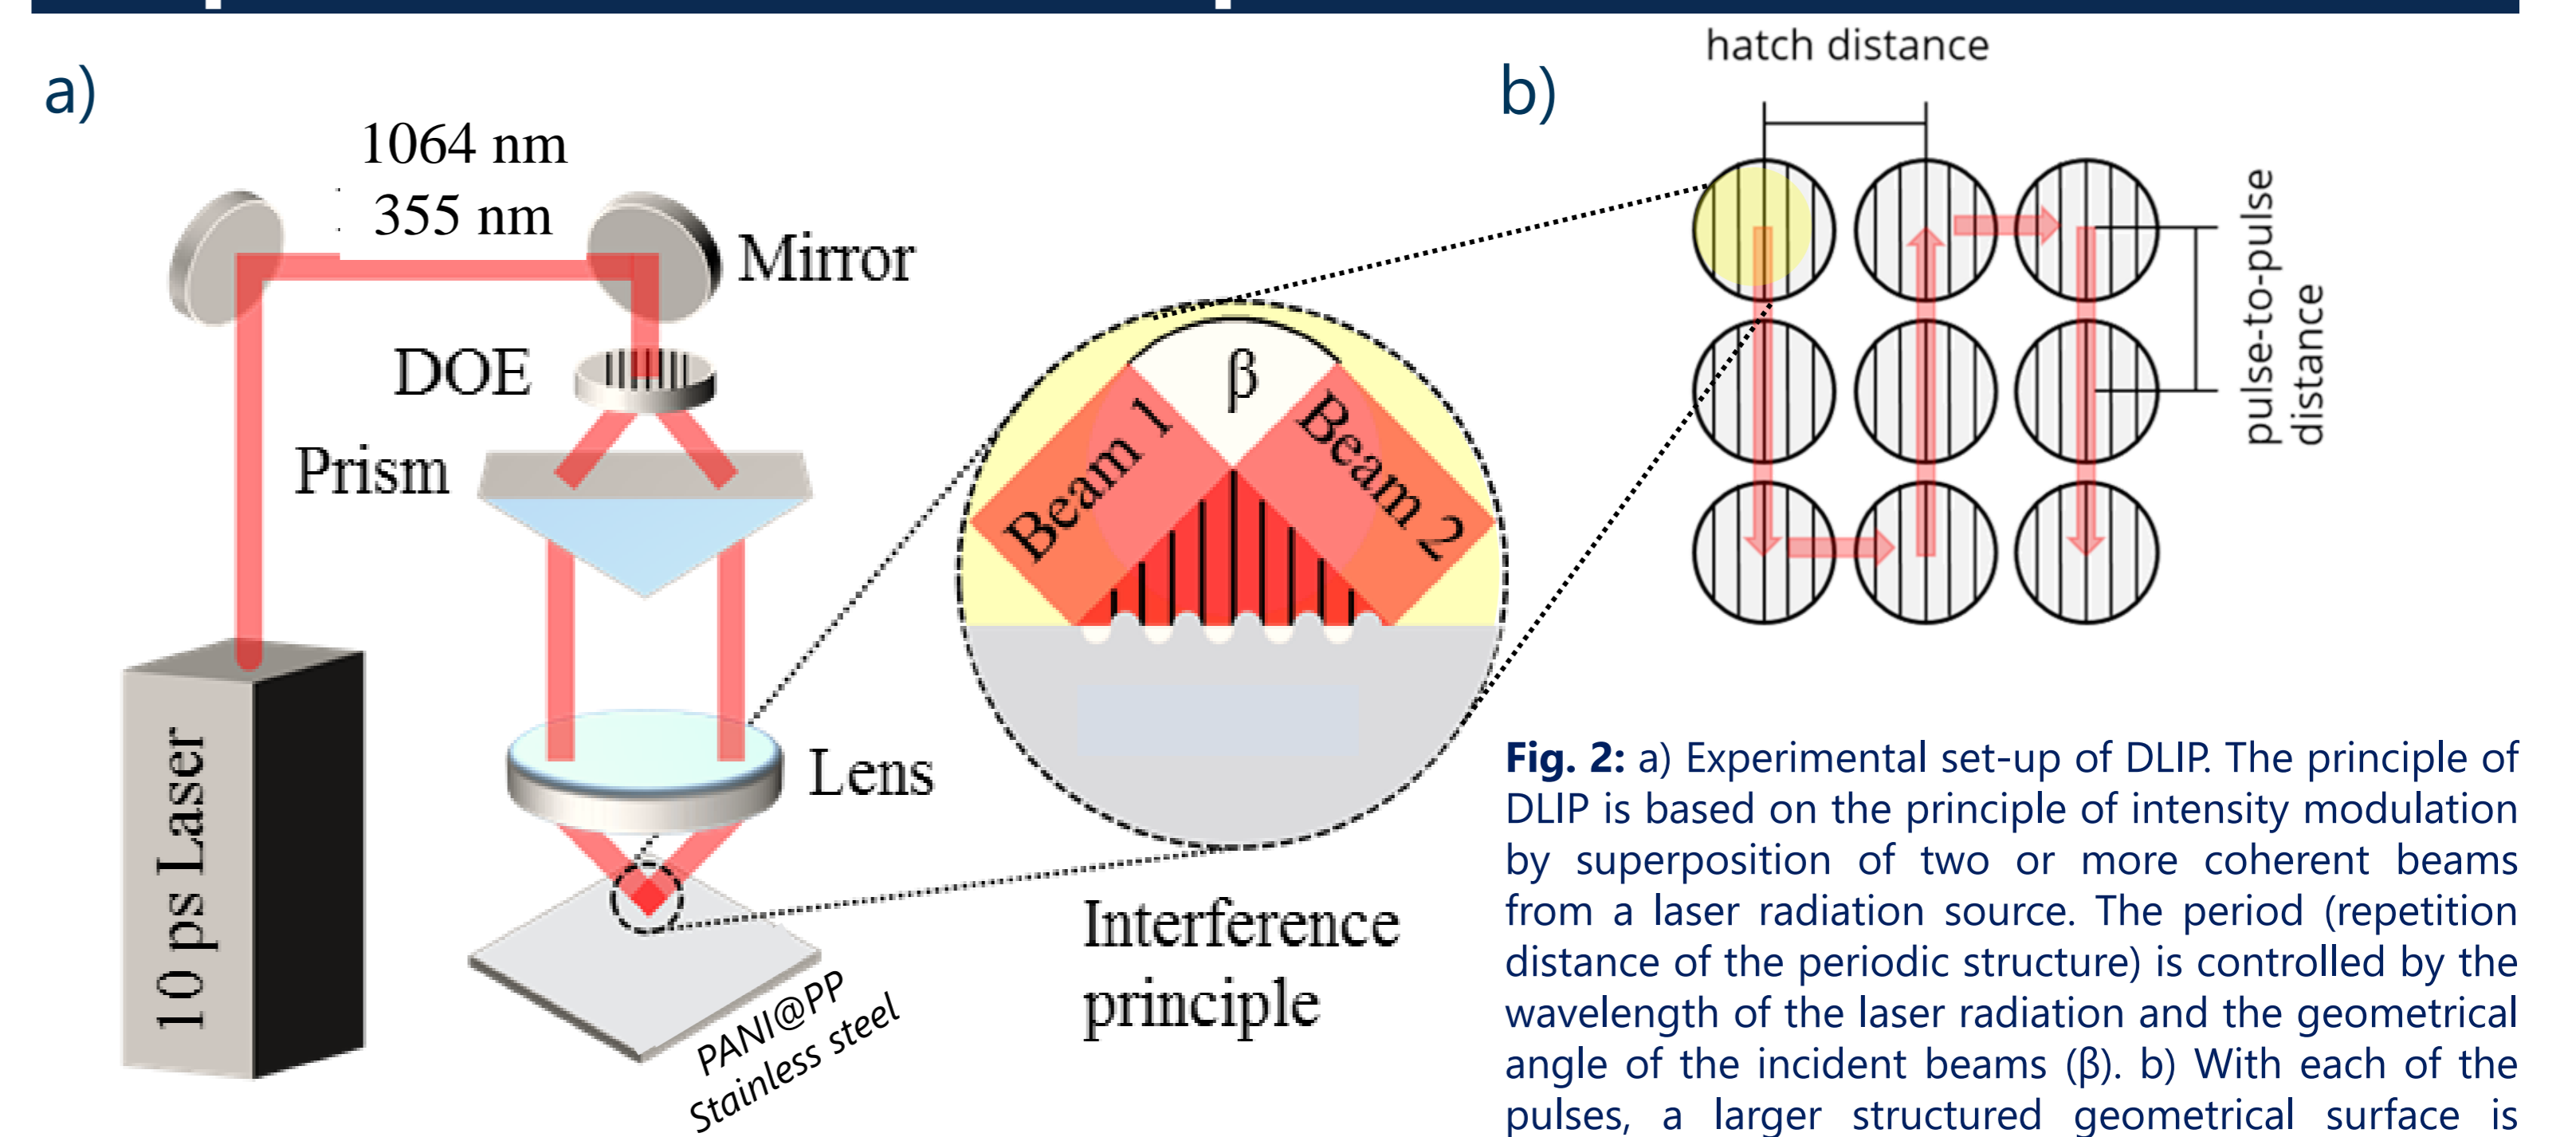 a)
1064 nm
355 nm
Mirror
DOE
Prism
10 ps Laser
Lens
PANI@PP
Stainless steel
β
Beam 1
Beam 2
Interference
principle
b)
hatch distance
pulse-to-pulse
distance
Fig. 2: a) Experimental set-up of DLIP. The principle of
DLIP is based on the principle of intensity modulation
by superposition of two or more coherent beams
from a laser radiation source. The period (repetition
distance of the periodic structure) is controlled by the
wavelength of the laser radiation and the geometrical
angle of the incident beams (β). b) With each of the
pulses, a larger structured geometrical surface is